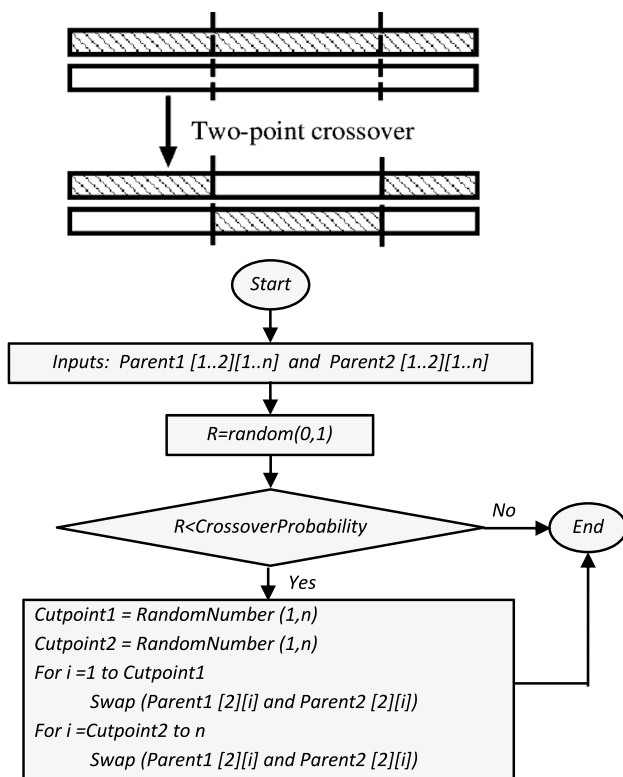 Two-point crossover
Start
Inputs: Parent1 [1..2][1..n] and Parent2 [1..2][1..n]
R=random(0,1)
R<CrossoverProbability
No
End
Yes
Cutpoint1 = RandomNumber (1,n)
Cutpoint2 = RandomNumber (1,n)
For i =1 to Cutpoint1
Swap (Parent1 [2][i] and Parent2 [2][i])
For i =Cutpoint2 to n
Swap (Parent1 [2][i] and Parent2 [2][i])